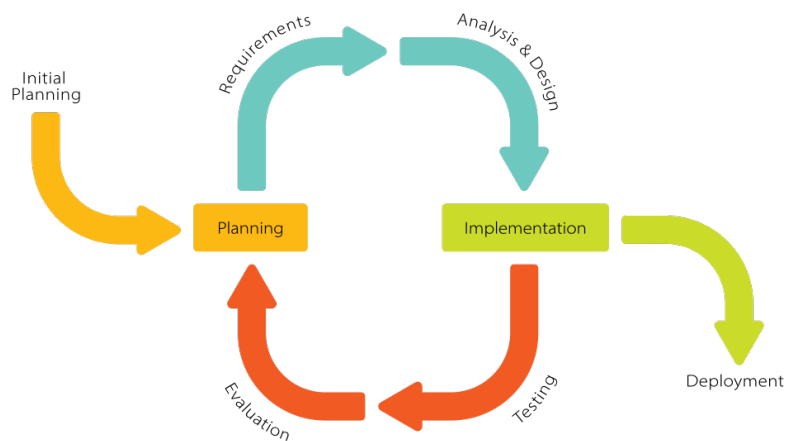 Initial
Planning
Requirements
Analysis & Design
Planning
Implementation
Evaluation
Testing
Deployment